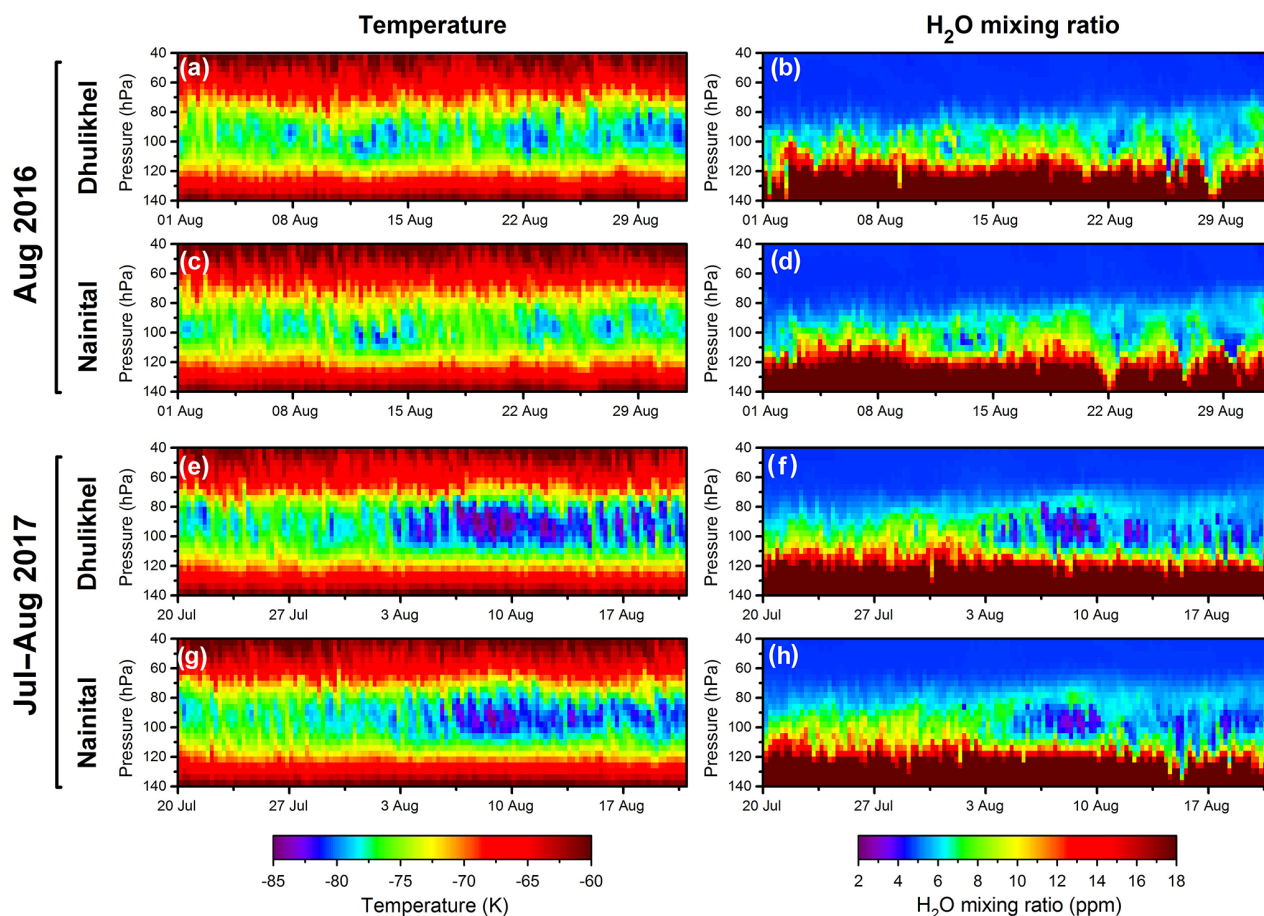 Temperature
H₂O mixing ratio
Aug 2016
Dhulikhel
(a)
Pressure (hPa)
40
60
80
100
120
140
01 Aug 08 Aug 15 Aug 22 Aug 29 Aug
(b)
Pressure (hPa)
40
60
80
100
120
140
01 Aug 08 Aug 15 Aug 22 Aug 29 Aug
Nainital
(c)
Pressure (hPa)
40
60
80
100
120
140
01 Aug 08 Aug 15 Aug 22 Aug 29 Aug
(d)
Pressure (hPa)
40
60
80
100
120
140
01 Aug 08 Aug 15 Aug 22 Aug 29 Aug
Jul–Aug 2017
Dhulikhel
(e)
Pressure (hPa)
40
60
80
100
120
140
20 Jul 27 Jul 3 Aug 10 Aug 17 Aug
(f)
Pressure (hPa)
40
60
80
100
120
140
20 Jul 27 Jul 3 Aug 10 Aug 17 Aug
Nainital
(g)
Pressure (hPa)
40
60
80
100
120
140
20 Jul 27 Jul 3 Aug 10 Aug 17 Aug
(h)
Pressure (hPa)
40
60
80
100
120
140
20 Jul 27 Jul 3 Aug 10 Aug 17 Aug
-85 -80 -75 -70 -65 -60
Temperature (K)
2 4 6 8 10 12 14 16 18
H₂O mixing ratio (ppm)